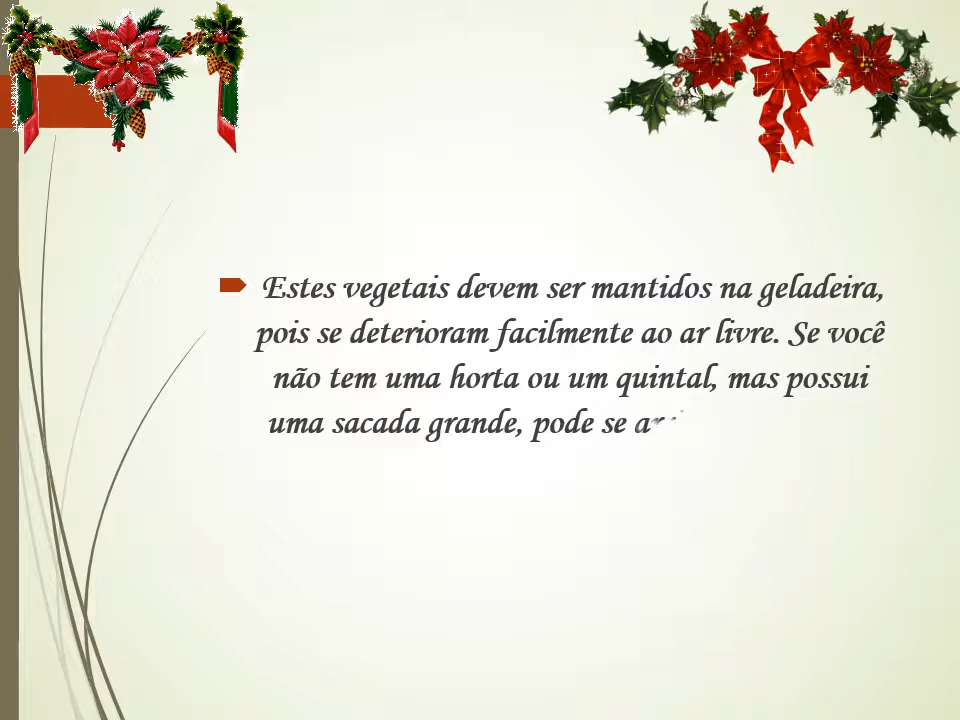 Estes vegetais devem ser mantidos na geladeira,
pois se deterioram facilmente ao ar livre. Se você
não tem uma horta ou um quintal, mas possui
uma sacada grande, pode se